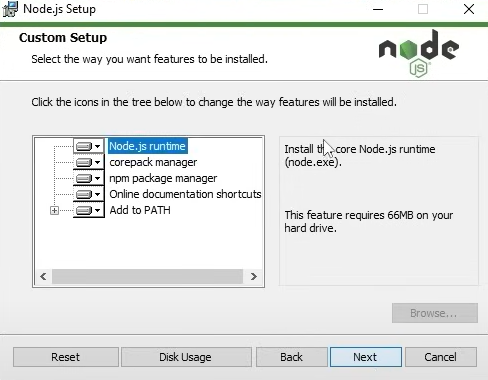 Node.js Setup
Custom Setup
Select the way you want features to be installed.
node
JS
Click the icons in the tree below to change the way features will be installed.
Node.js runtime
corepack manager
npm package manager
Online documentation shortcuts
Add to PATH
Install the core Node.js runtime
(node.exe).
This feature requires 66MB on your
hard drive.
Browse...
Reset
Disk Usage
Back
Next
Cancel